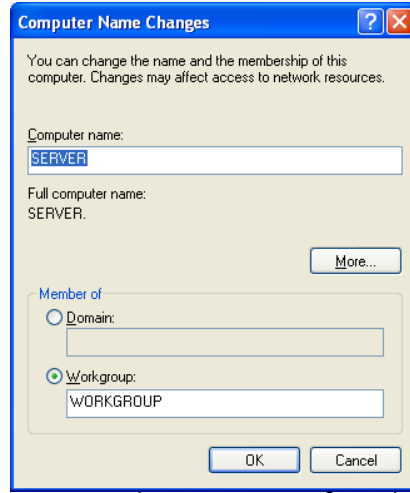 Computer Name Changes
You can change the name and the membership of this
computer. Changes may affect access to network resources.
Computer name:
SERVER
Full computer name:
SERVER.
More...
Member of
Domain:
Workgroup:
WORKGROUP
OK Cancel